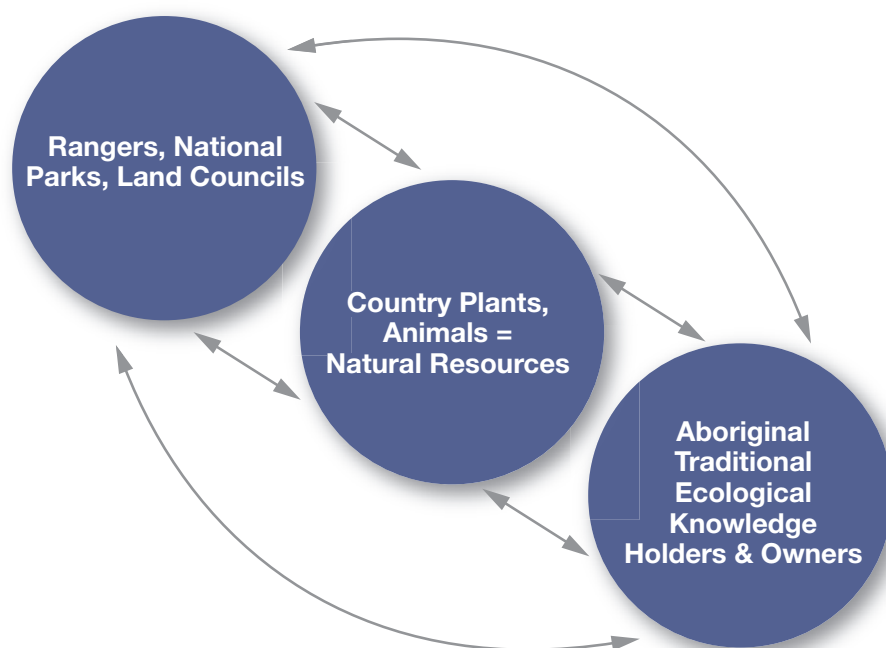 Rangers, National
Parks, Land Councils
Country Plants,
Animals =
Natural Resources
Aboriginal
Traditional
Ecological
Knowledge
Holders & Owners